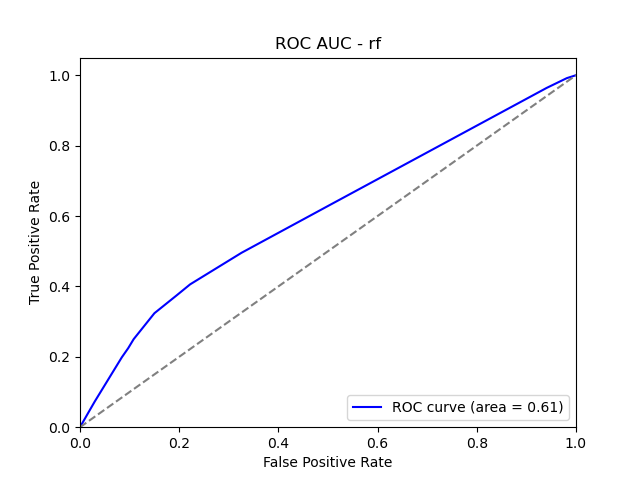 ROC AUC - rf
True Positive Rate
1.0
0.8
0.6
0.4
0.2
0.0
ROC curve (area = 0.61)
0.0 0.2 0.4 0.6 0.8 1.0
False Positive Rate